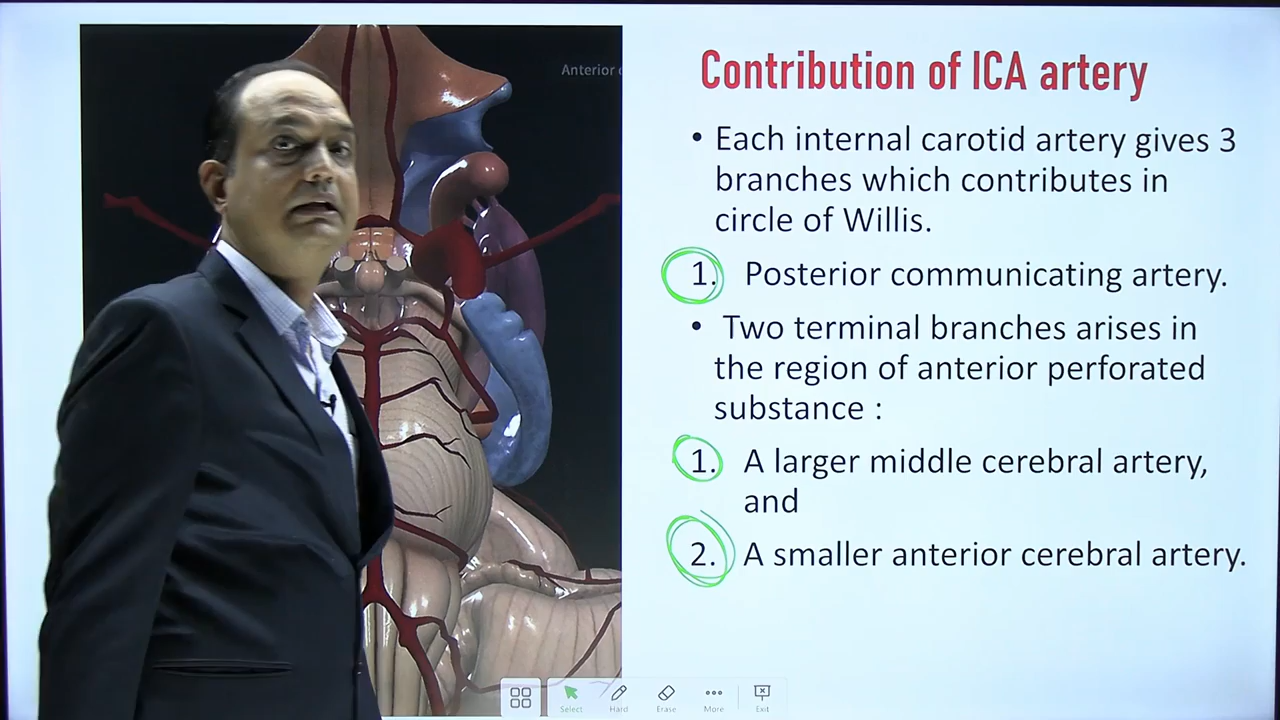 Anterior
Contribution of ICA artery
• Each internal carotid artery gives 3
branches which contributes in
circle of Willis.
1. Posterior communicating artery.
• Two terminal branches arises in
the region of anterior perforated
substance :
1. A larger middle cerebral artery,
and
2. A smaller anterior cerebral artery.
Select Hard Erase More Exit